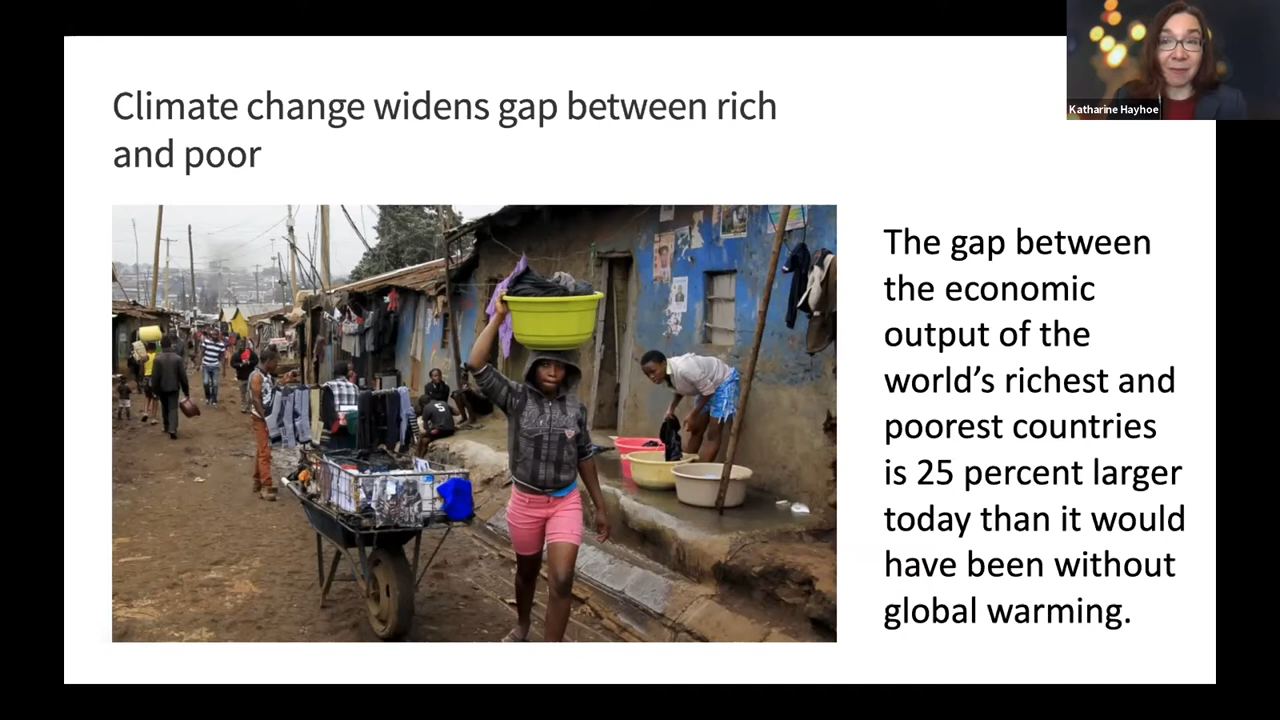 Katharine Hayhoe
Climate change widens gap between rich
and poor
The gap between
the economic
output of the
world's richest and
poorest countries
is 25 percent larger
today than it would
have been without
global warming.